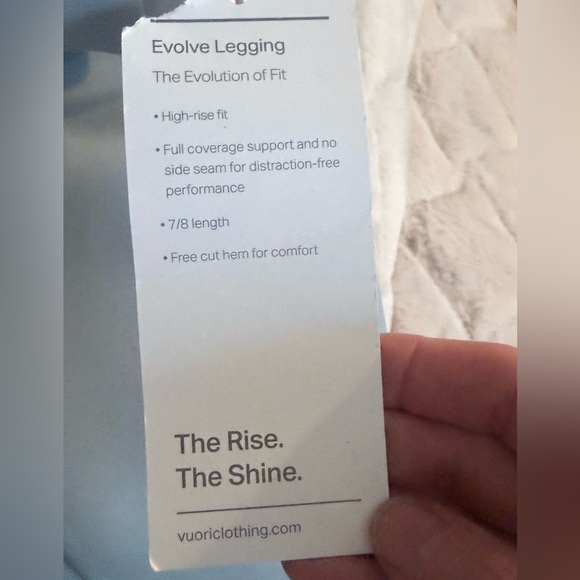 Evolve Legging
The Evolution of Fit
• High-rise fit
• Full coverage support and no
side seam for distraction-free
performance
• 7/8 length
• Free cut hem for comfort
The Rise.
The Shine.
vuoriclothing.com